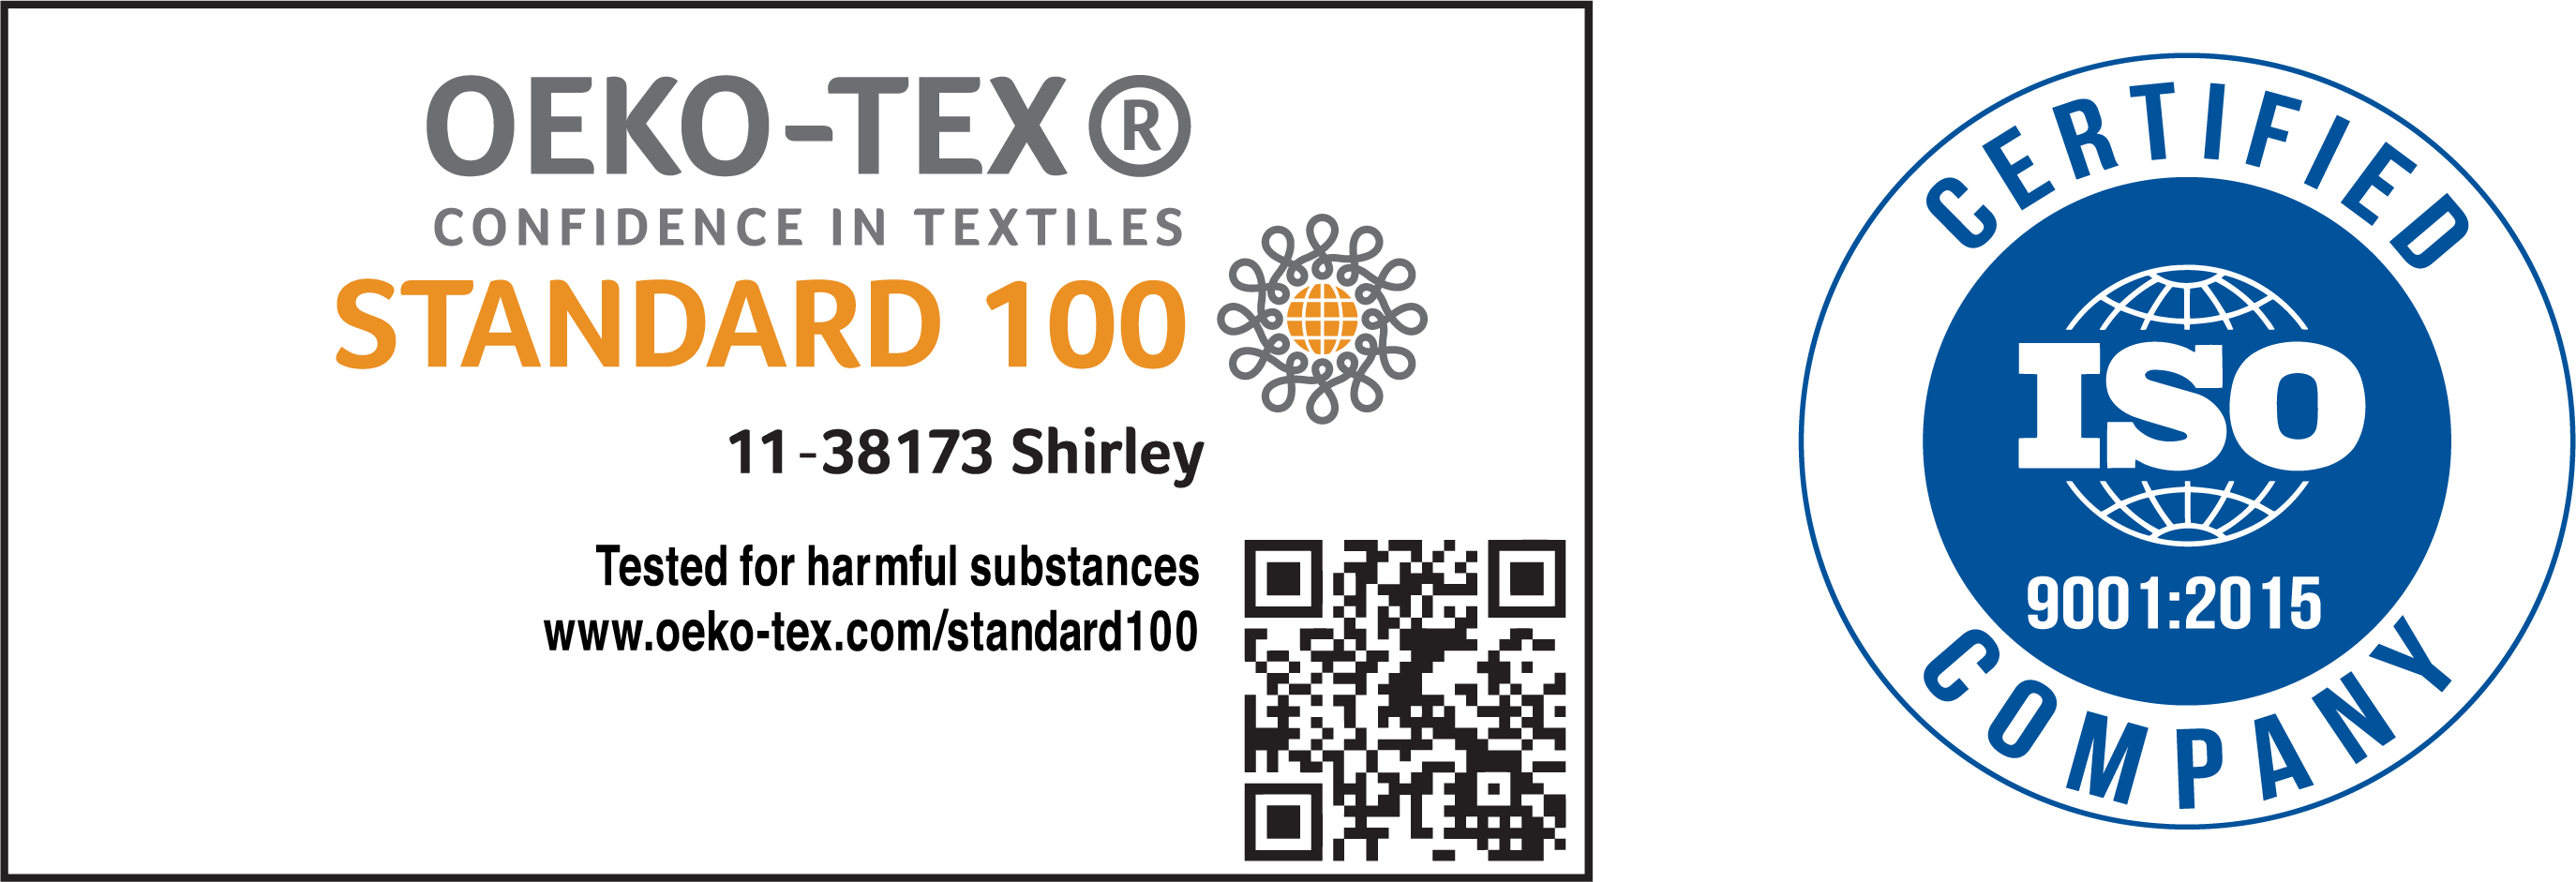 OEKO-TEX®
CONFIDENCE IN TEXTILES
STANDARD 100
11-38173 Shirley
Tested for harmful substances
www.oeko-tex.com/standard100
CERTIFIED
ISO
9001:2015
COMPANY